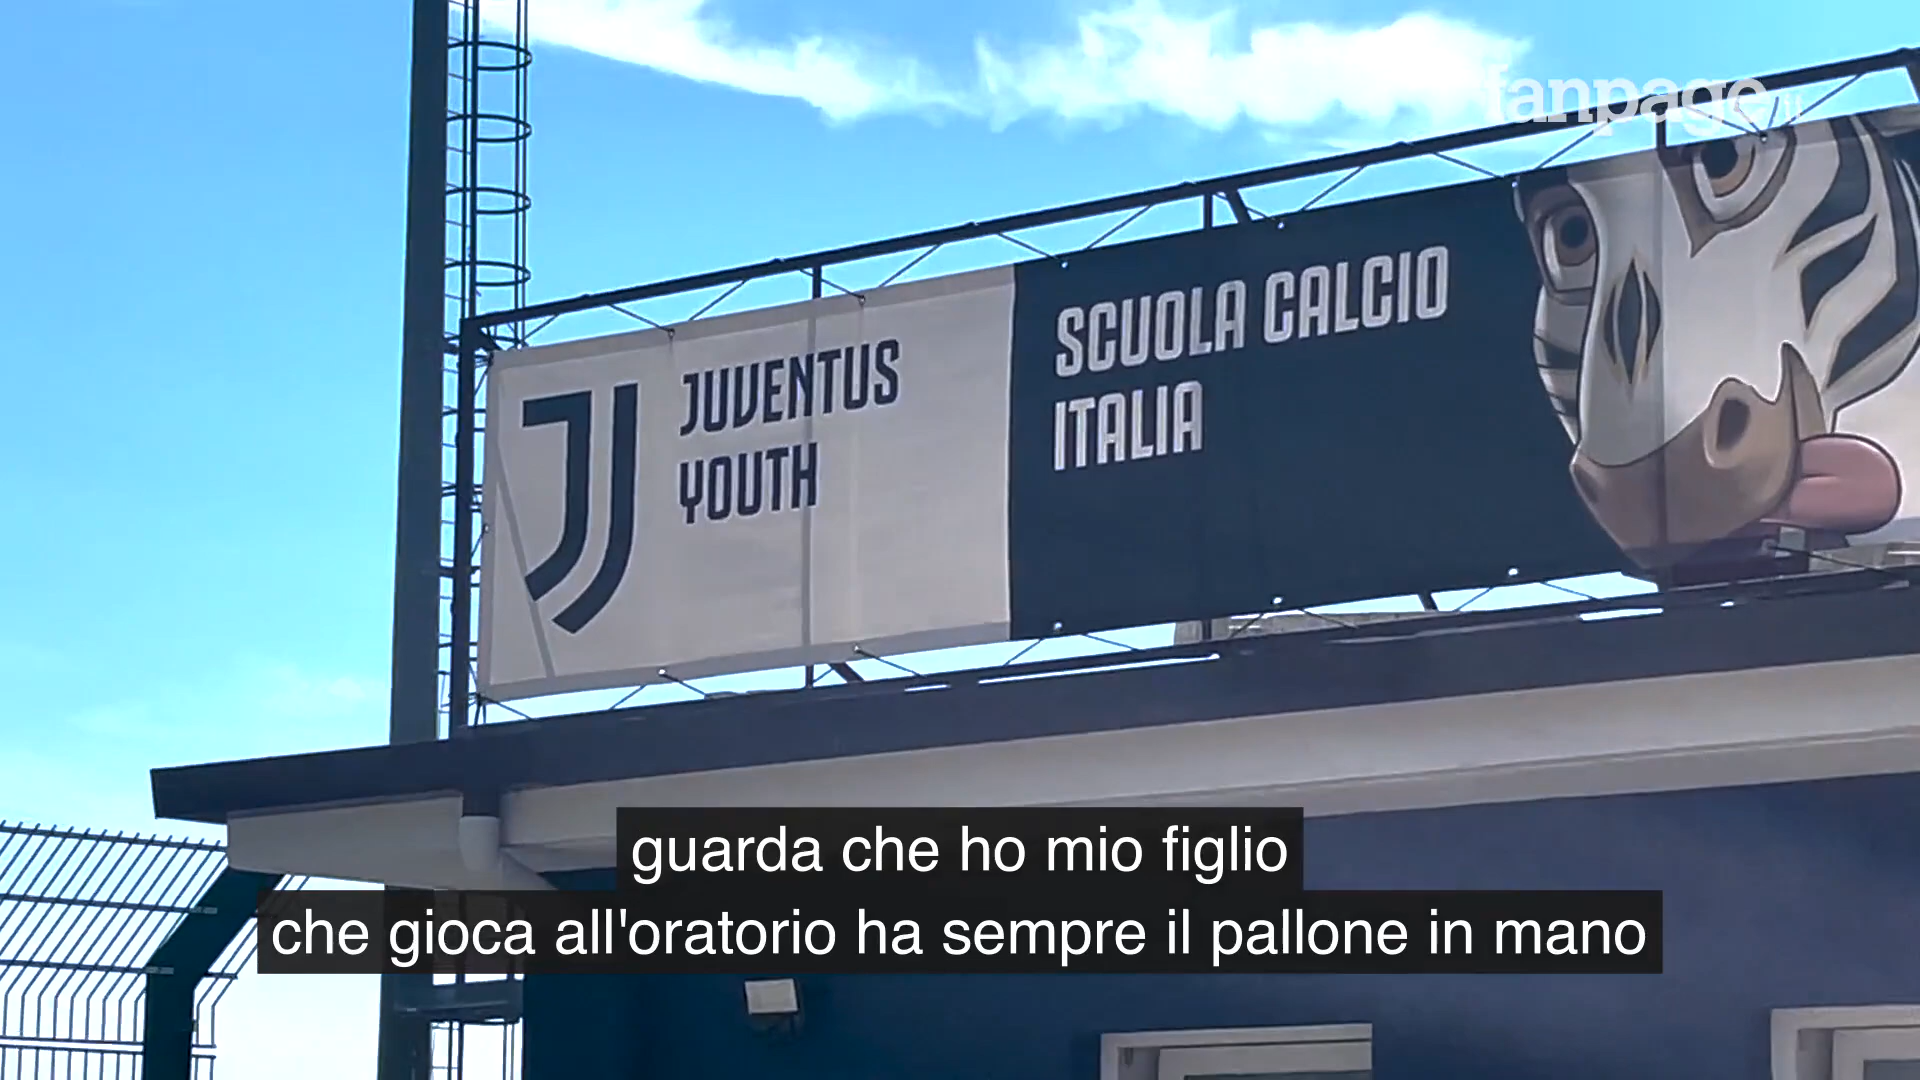 fanpage.it
JUVENTUS
YOUTH
SCUOLA CALCIO
ITALIA
guarda che ho mio figlio
che gioca all'oratorio ha sempre il pallone in mano